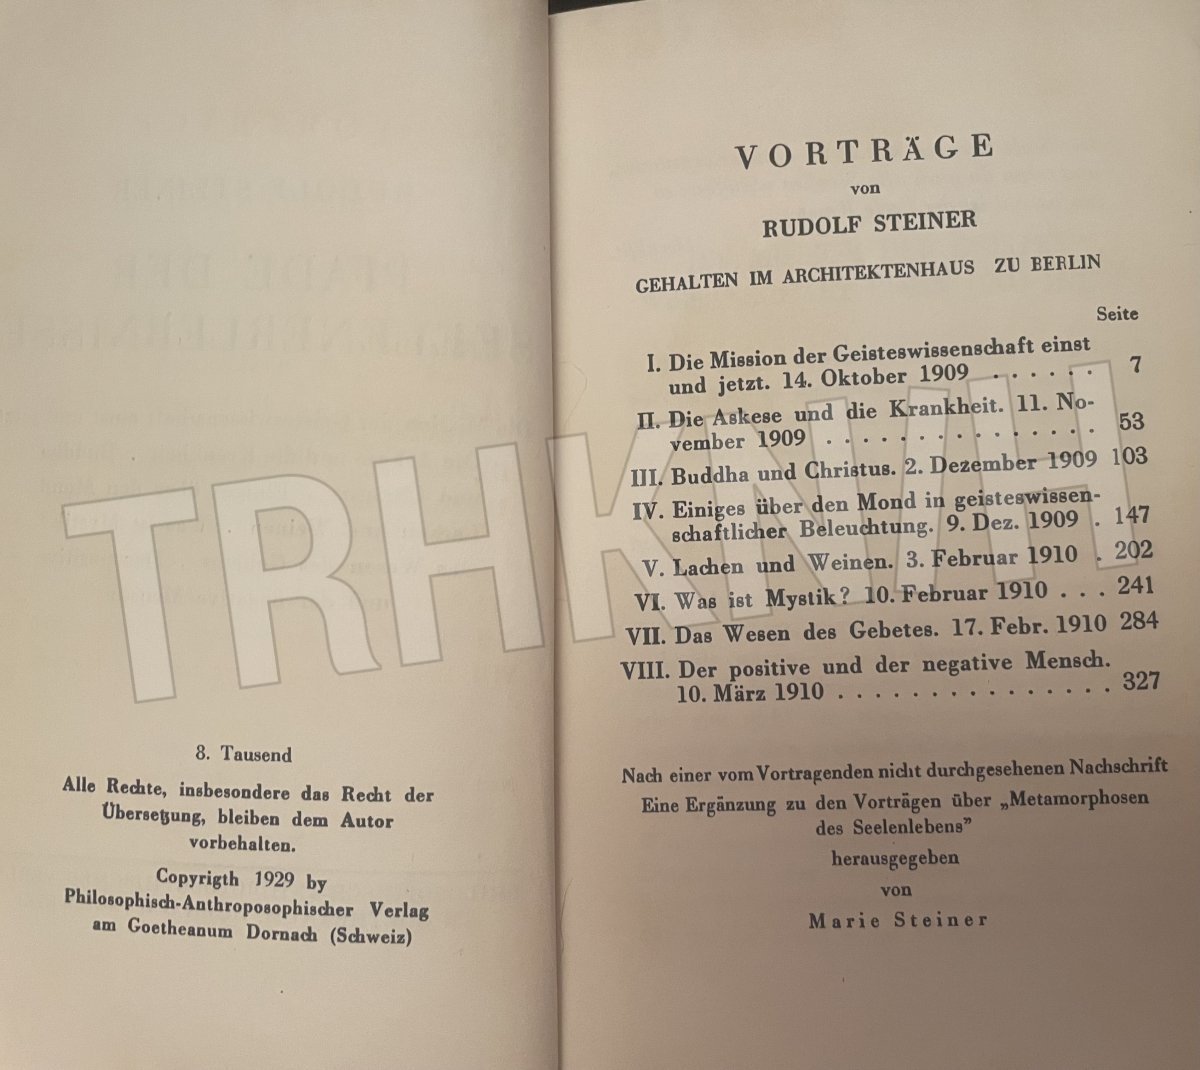 8. Tausend
Alle Rechte, insbesondere das Recht der
Übersetzung, bleiben dem Autor
vorbehalten.
Copyrigth 1929 by
Philosophisch-Anthroposophischer Verlag
am Goetheanum Dornach (Schweiz)
VORTRÄGE
von
RUDOLF STEINER
GEHALTEN IM ARCHITEKTENHAUS ZU BERLIN
Seite
I. Die Mission der Geisteswissenschaft einst
und jetzt. 14. Oktober 1909 . . . . . . 7
II. Die Askese und die Krankheit. 11. No-
vember 1909 . . . . . . . . . . . . . . . 53
III. Buddha und Christus. 2. Dezember 1909 103
IV. Einiges über den Mond in geisteswissen-
schaftlicher Beleuchtung. 9. Dez. 1909 . 147
V. Lachen und Weinen. 3. Februar 1910 . 202
VI. Was ist Mystik? 10. Februar 1910 . . . 241
VII. Das Wesen des Gebetes. 17. Febr. 1910 284
VIII. Der positive und der negative Mensch.
10. März 1910 . . . . . . . . . . . . . . . 327
Nach einer vom Vortragenden nicht durchgesehenen Nachschrift
Eine Ergänzung zu den Vorträgen über „Metamorphosen
des Seelenlebens”
herausgegeben
von
Marie Steiner
TRHKNVH